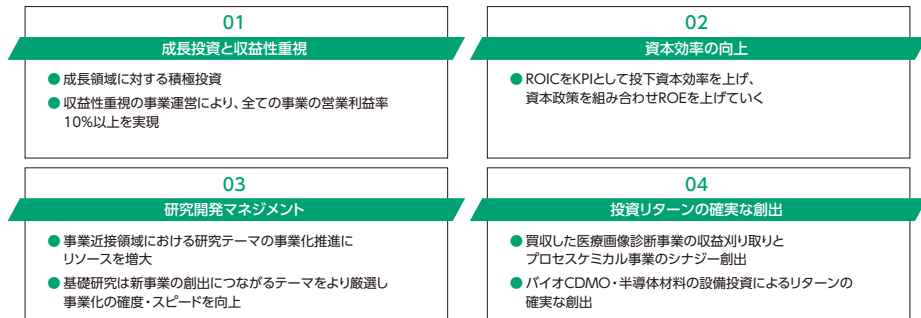 01
成長投資と収益性重視
● 成長領域に対する積極投資
● 収益性重視の事業運営により、全ての事業の営業利益率
10%以上を実現
02
資本効率の向上
● ROICをKPIとして投下資本効率を上げ、
資本政策を組み合わせROEを上げていく
03
研究開発マネジメント
● 事業近接領域における研究テーマの事業化推進に
リソースを増大
● 基礎研究は新事業の創出につながるテーマをより厳選し
事業化の確度・スピードを向上
04
投資リターンの確実な創出
● 買収した医療画像診断事業の収益刈り取りと
プロセスケミカル事業のシナジー創出
● バイオCDMO・半導体材料の設備投資によるリターンの
確実な創出